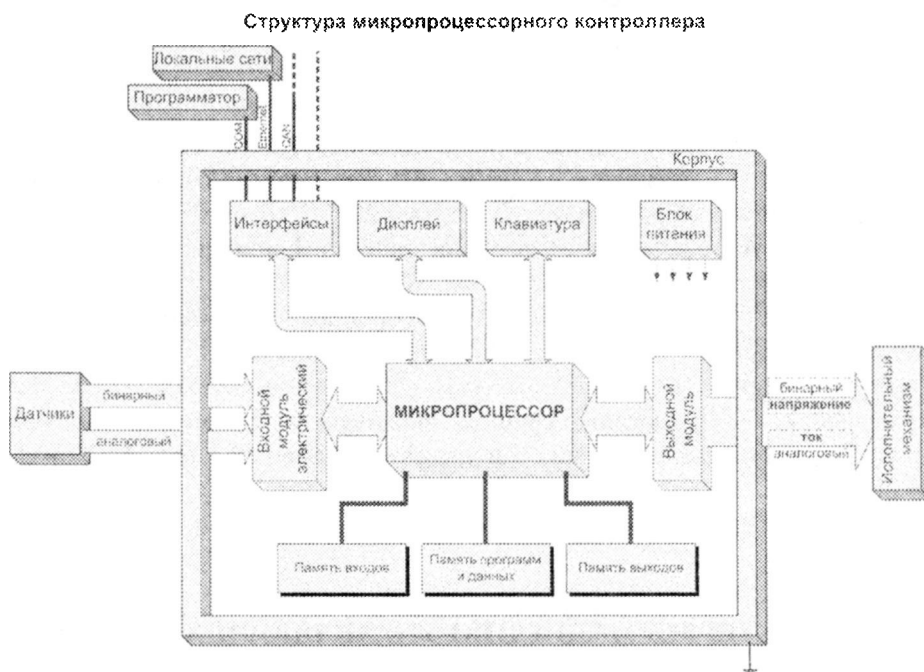 Структура микропроцессорного контроллера
Локальные сети
Программатор
COM
Ethernet
CAN
Корпус
Интерфейсы
Дисплей
Клавиатура
Блок
питания
Датчики
бинарный
аналоговый
Входной
модуль
электрический
МИКРОПРОЦЕССОР
Выходной
модуль
бинарный
напряжение
ток
аналоговый
Исполнительный
механизм
Память входов
Память программ
и данных
Память выходов